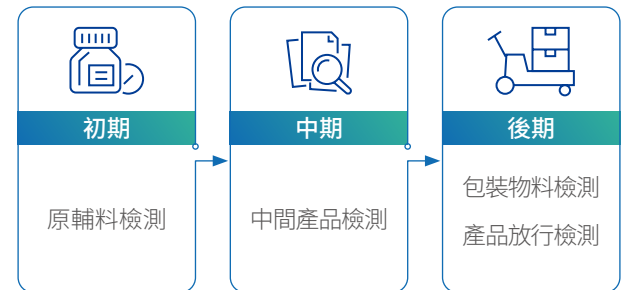 初期
原輔料檢測
中期
中間產品檢測
後期
包裝物料檢測
產品放行檢測